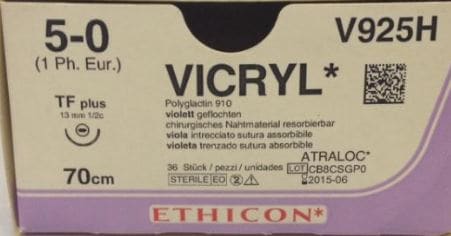 5-0
V925H
(1 Ph. Eur.)
VICRYL*
TF plus
Polyglactin 910
13 mm 1/2c
violett geflochten
chirurgisches Nahtmaterial resorbierbar
viola intrecciato sutura assorbibile
violeta trenzado sutura absorbible
ATRALOC*
36 Stück / pezzi / unidades LOT CB8CSGP0
70cm
STERILE EO 2 2015-06
ETHICON*